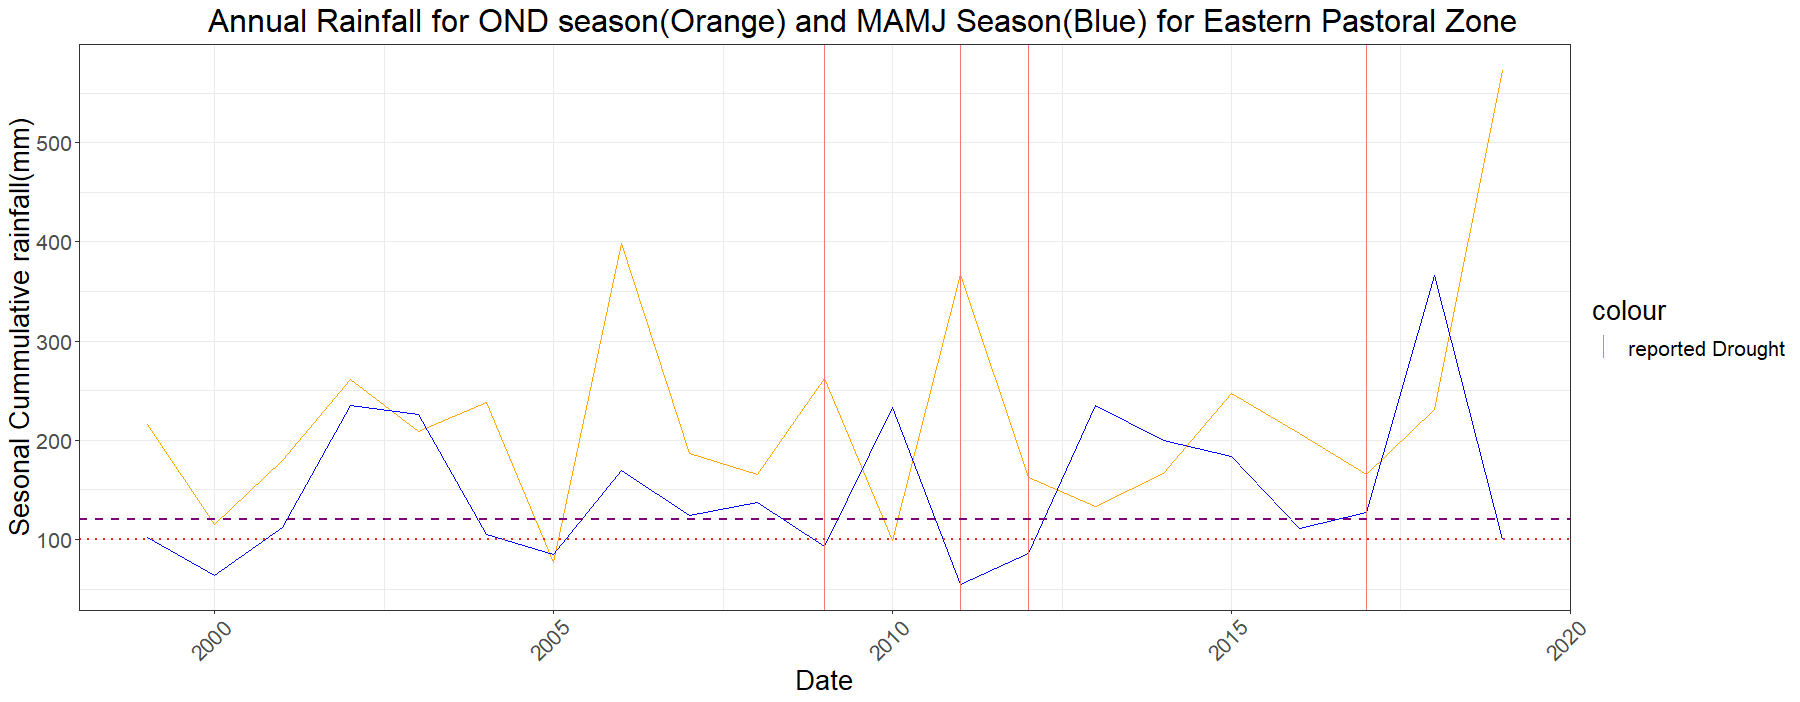 Annual Rainfall for OND season(Orange) and MAMJ Season(Blue) for Eastern Pastoral Zone
Sesonal Cummulative rainfall(mm)
500
400
300
200
100
2000
2005
2010
2015
2020
Date
colour
reported Drought